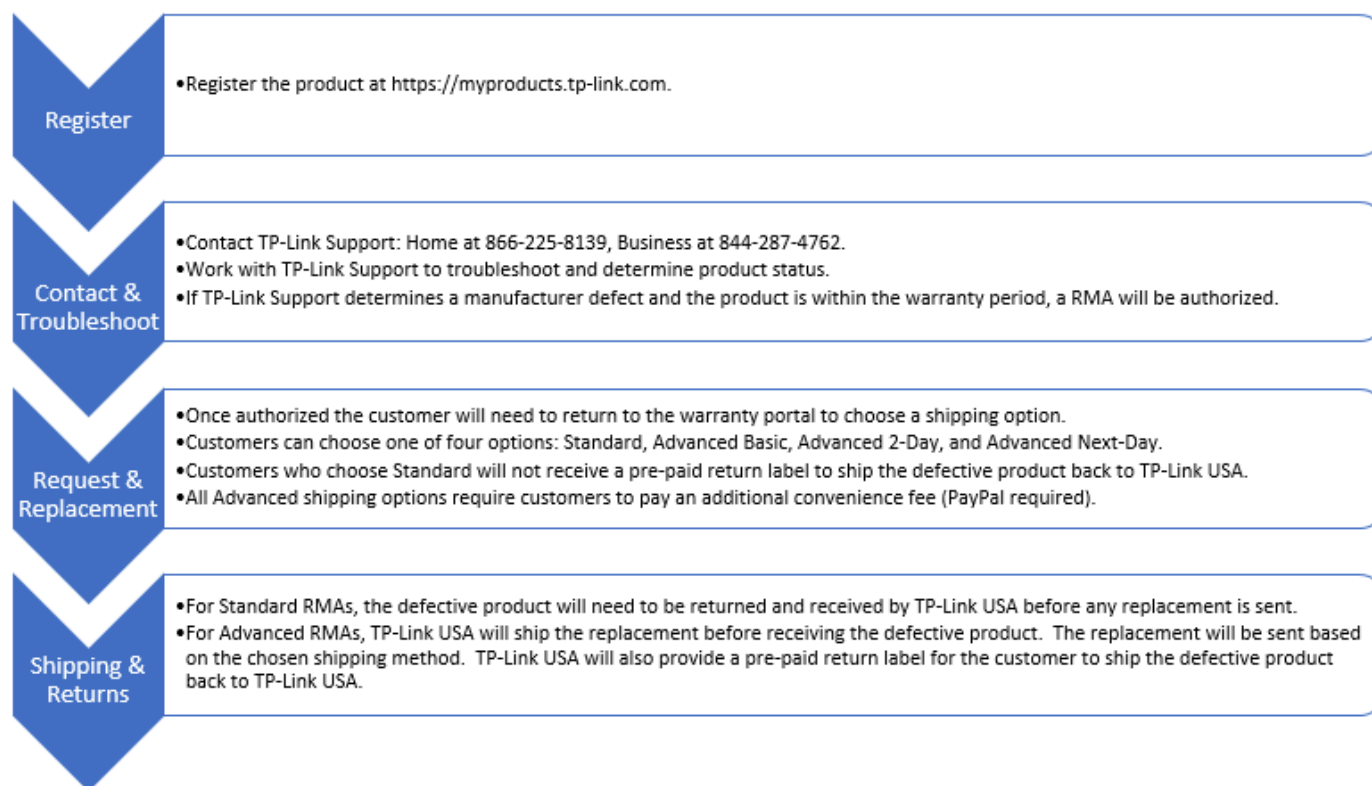 Register
•Register the product at https://myproducts.tp-link.com.
Contact &
Troubleshoot
•Contact TP-Link Support: Home at 866-225-8139, Business at 844-287-4762.
•Work with TP-Link Support to troubleshoot and determine product status.
•If TP-Link Support determines a manufacturer defect and the product is within the warranty period, a RMA will be authorized.
Request &
Replacement
•Once authorized the customer will need to return to the warranty portal to choose a shipping option.
•Customers can choose one of four options: Standard, Advanced Basic, Advanced 2-Day, and Advanced Next-Day.
•Customers who choose Standard will not receive a pre-paid return label to ship the defective product back to TP-Link USA.
•All Advanced shipping options require customers to pay an additional convenience fee (PayPal required).
Shipping &
Returns
•For Standard RMAs, the defective product will need to be returned and received by TP-Link USA before any replacement is sent.
•For Advanced RMAs, TP-Link USA will ship the replacement before receiving the defective product.  The replacement will be sent based
on the chosen shipping method.  TP-Link USA will also provide a pre-paid return label for the customer to ship the defective product
back to TP-Link USA.